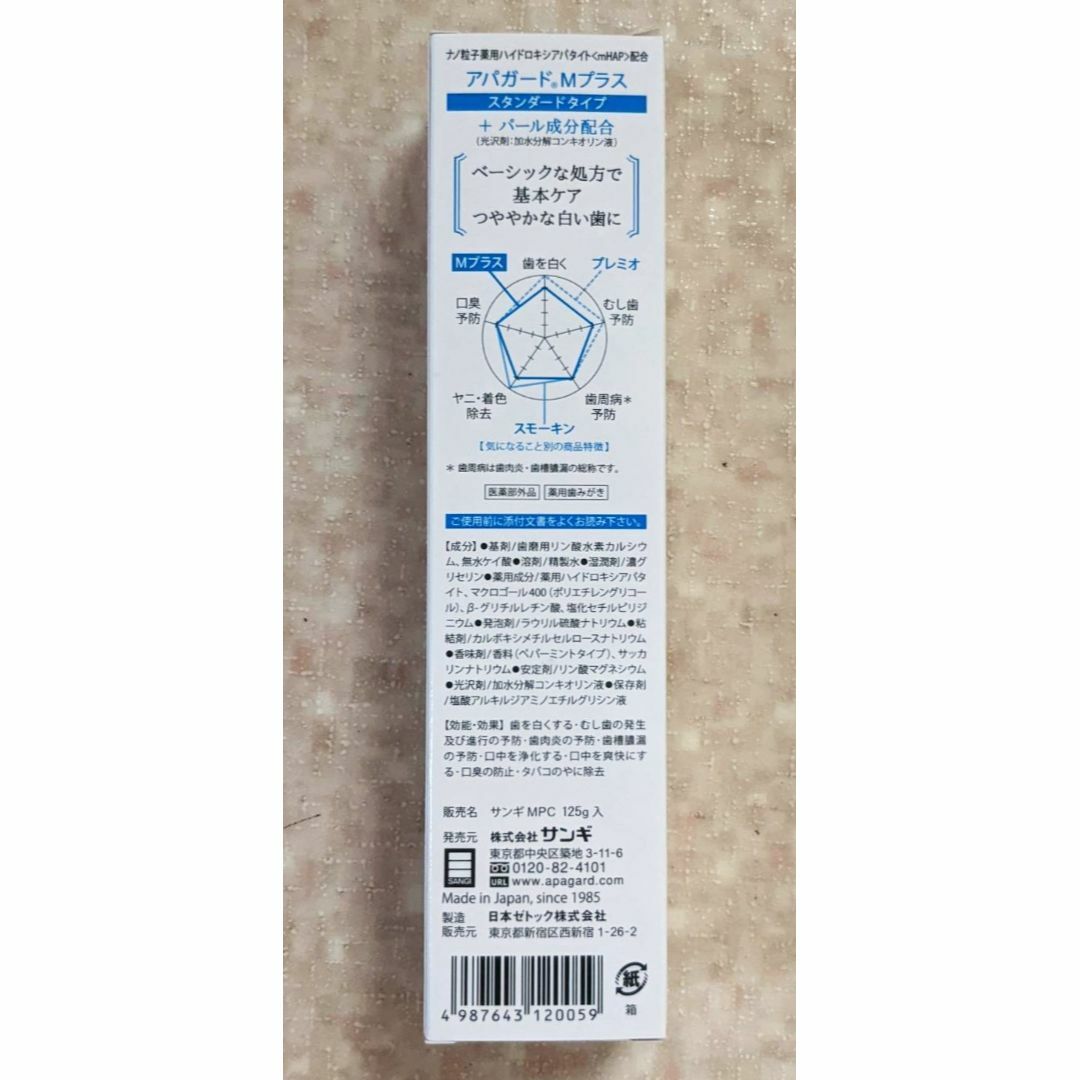 ナノ粒子薬用ハイドロキシアパタイト<mHAP>配合
アパガード®Mプラス
スタンダードタイプ
+ パール成分配合
(光沢剤:加水分解コンキオリン液)
ベーシックな処方で
基本ケア
つややかな白い歯に
Mプラス 歯を白く プレミオ
口臭
予防
むし歯
予防
ヤニ・着色
除去
歯周病*
予防
スモーキン
【気になること別の商品特徴】
* 歯周病は歯肉炎・歯槽膿漏の総称です。
医薬部外品 薬用歯みがき
ご使用前に添付文書をよくお読み下さい。
【成分】●基剤/歯磨用リン酸水素カルシウ
ム、無水ケイ酸●溶剤/精製水●湿潤剤/濃グ
リセリン●薬用成分/薬用ハイドロキシアパタ
イト、マクロゴール400(ポリエチレングリコー
ル)、β-グリチルレチン酸、塩化セチルピリジ
ニウム●発泡剤/ラウリル硫酸ナトリウム●粘
結剤/カルボキシメチルセルロースナトリウム
●香味剤/香料(ペパーミントタイプ)、サッカ
リンナトリウム●安定剤/リン酸マグネシウム
●光沢剤/加水分解コンキオリン液●保存剤
/塩酸アルキルジアミノエチルグリシン液
【効能・効果】歯を白くする・むし歯の発生
及び進行の予防・歯肉炎の予防・歯槽膿漏
の予防・口中を浄化する・口中を爽快にす
る・口臭の防止・タバコのやに除去
販売名 サンギMPC 125g入
発売元 株式会社サンギ
東京都中央区築地3-11-6
0120-82-4101
URL www.apagard.com
SANGI
Made in Japan, since 1985
製造
販売元
日本ゼトック株式会社
東京都新宿区西新宿1-26-2
紙
箱
4 987643 120059